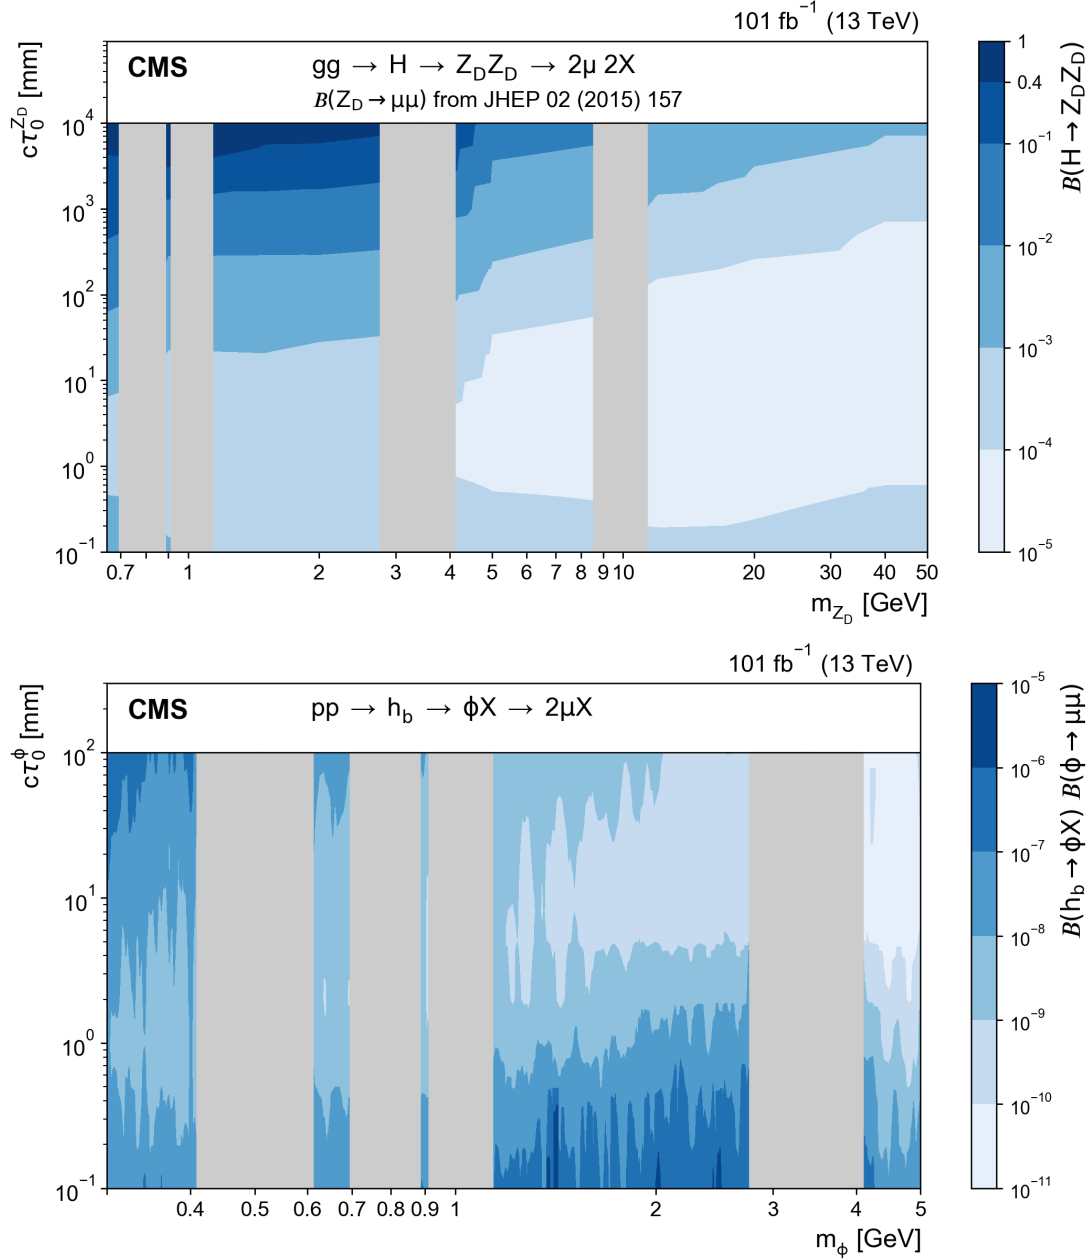 101 fb⁻¹ (13 TeV)
CMS
gg → H → Z_D Z_D → 2μ 2X
B(Z_D → μμ) from JHEP 02 (2015) 157
cτ₀^{Z_D} [mm]
10⁴
10³
10²
10¹
10⁰
10⁻¹
0.7 1 2 3 4 5 6 7 8 9 10 20 30 40 50
m_{Z_D} [GeV]
1
0.4
10⁻¹
10⁻²
10⁻³
10⁻⁴
10⁻⁵
B(H → Z_D Z_D)
101 fb⁻¹ (13 TeV)
CMS
pp → h_b → ϕX → 2μX
cτ₀^ϕ [mm]
10²
10¹
10⁰
10⁻¹
0.4 0.5 0.6 0.7 0.8 0.9 1 2 3 4 5
m_ϕ [GeV]
10⁻⁵
10⁻⁶
10⁻⁷
10⁻⁸
10⁻⁹
10⁻¹⁰
10⁻¹¹
B(h_b → ϕX) B(ϕ → μμ)